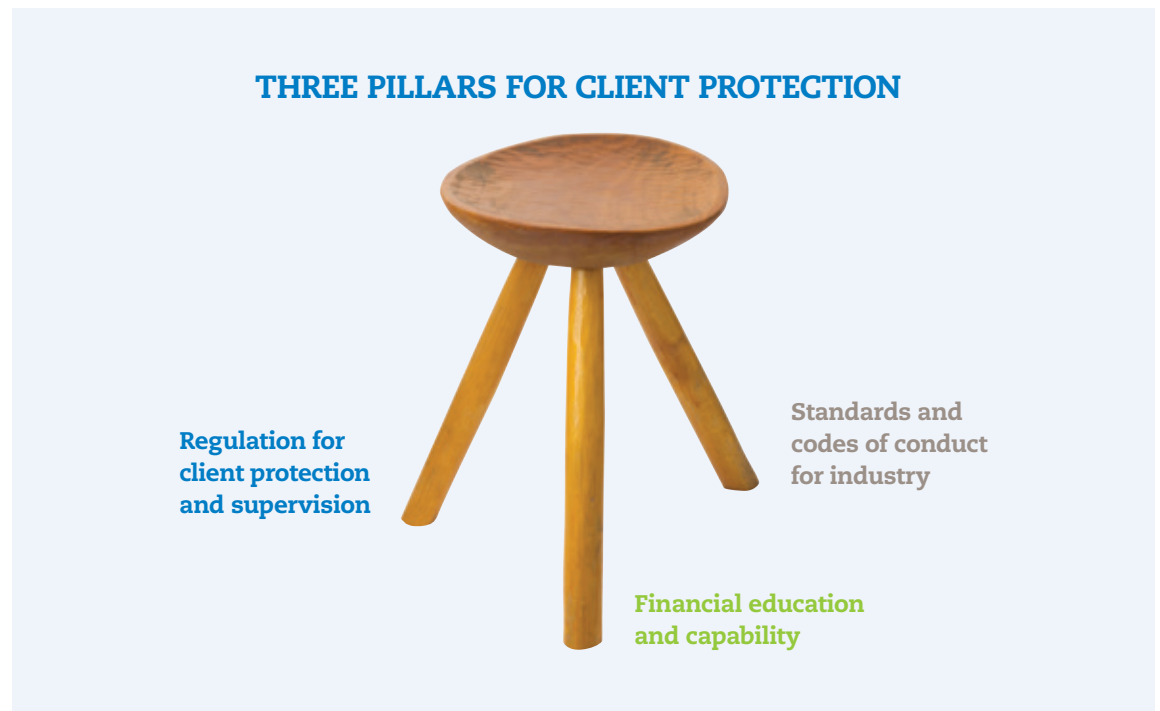 THREE PILLARS FOR CLIENT PROTECTION
Regulation for
client protection
and supervision
Standards and
codes of conduct
for industry
Financial education
and capability